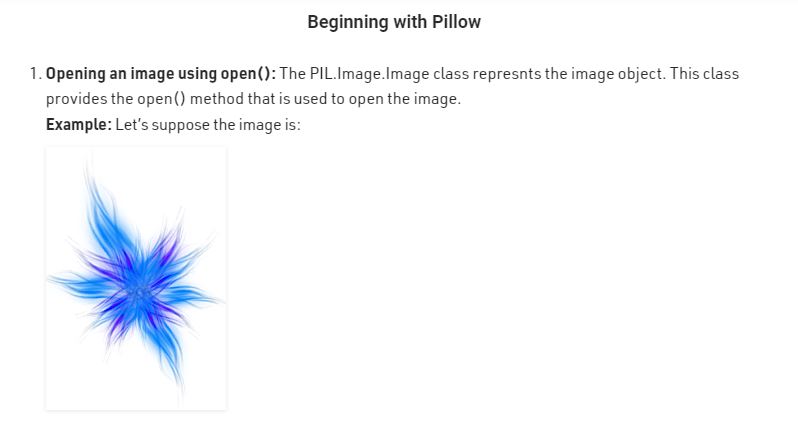 Beginning with Pillow
1. Opening an image using open(): The PIL.Image.Image class represnts the image object. This class
provides the open() method that is used to open the image.
Example: Let's suppose the image is: